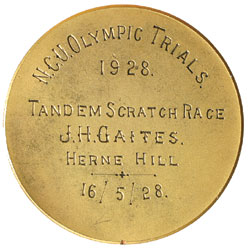 N.C.U. OLYMPIC TRIALS.
1928.
TANDEM SCRATCH RACE
J.H. GAITES.
HERNE HILL
16/5/28.